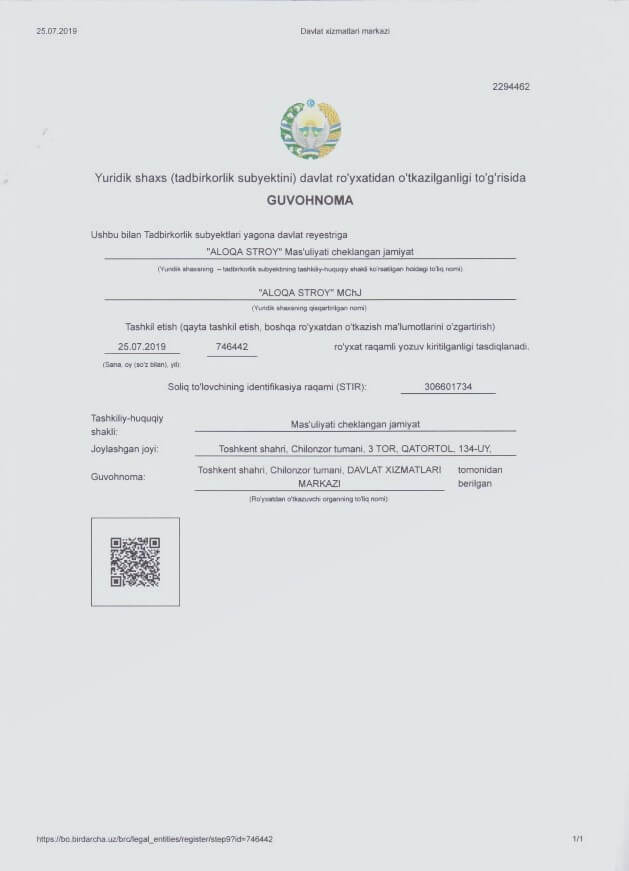 25.07.2019 Davlat xizmatlari markazi
2294462
Yuridik shaxs (tadbirkorlik subyektini) davlat ro'yxatidan o'tkazilganligi to'g'risida
GUVOHNOMA
Ushbu bilan Tadbirkorlik subyektlari yagona davlat reyestriga
"ALOQA STROY" Mas'uliyati cheklangan jamiyat
(Yuridik shaxsning – tadbirkorlik subyektining tashkiliy-huquqiy shakli ko'rsatilgan holdagi to'liq nomi)
"ALOQA STROY" MChJ
(Yuridik shaxsning qisqartirilgan nomi)
Tashkil etish (qayta tashkil etish, boshqa ro'yxatdan o'tkazish ma'lumotlarini o'zgartirish)
25.07.2019 746442 ro'yxat raqamli yozuv kiritilganligi tasdiqlanadi.
(Sana, oy (so'z bilan), yil):
Soliq to'lovchining identifikasiya raqami (STIR): 306601734
Tashkiliy-huquqiy
shakli:
Mas'uliyati cheklangan jamiyat
Joylashgan joyi: Toshkent shahri, Chilonzor tumani, 3 TOR, QATORTOL, 134-UY,
Guvohnoma: Toshkent shahri, Chilonzor tumani, DAVLAT XIZMATLARI tomonidan
MARKAZI berilgan
(Ro'yxatdan o'tkazuvchi organning to'liq nomi)
https://bo.birdarcha.uz/brc/legal_entities/register/step9?id=746442 1/1